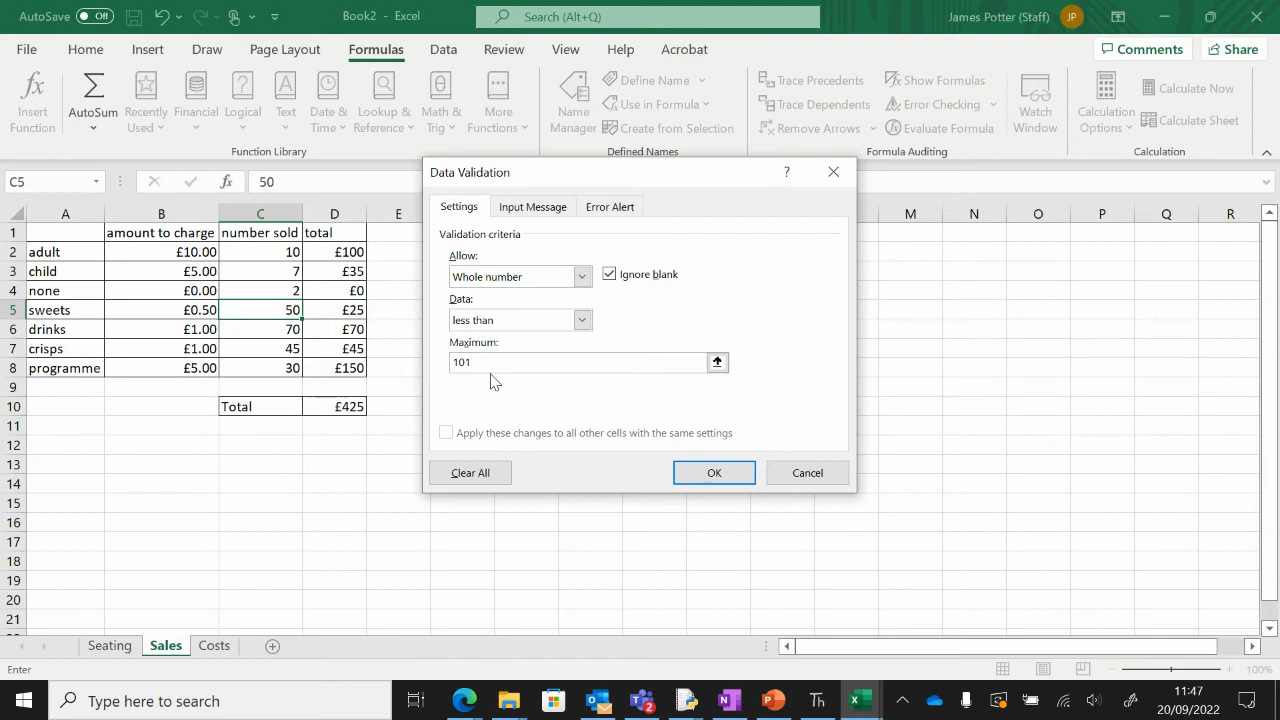 AutoSave Off Book2 - Excel Search (Alt+Q) James Potter (Staff) JP
File Home Insert Draw Page Layout Formulas Data Review View Help Acrobat Comments Share
Insert Function AutoSum Recently Used Financial Logical Text Date & Time Lookup & Reference Math & Trig More Functions
Function Library
Name Manager Define Name Use in Formula Create from Selection
Defined Names
Trace Precedents Trace Dependents Remove Arrows Show Formulas Error Checking Evaluate Formula
Formula Auditing
Watch Window
Calculation Options Calculate Now Calculate Sheet
Calculation
C5 fx 50
A B C D E M N O P Q R
1 amount to charge number sold total
2 adult £10.00 10 £100
3 child £5.00 7 £35
4 none £0.00 2 £0
5 sweets £0.50 50 £25
6 drinks £1.00 70 £70
7 crisps £1.00 45 £45
8 programme £5.00 30 £150
9
10 Total £425
11
12
13
14
15
16
17
18
19
20
21
Data Validation ?
Settings Input Message Error Alert
Validation criteria
Allow:
Whole number Ignore blank
Data:
less than
Maximum:
101
Apply these changes to all other cells with the same settings
Clear All OK Cancel
Seating Sales Costs
Enter 100%
Type here to search 2 N P Th 11:47
20/09/2022